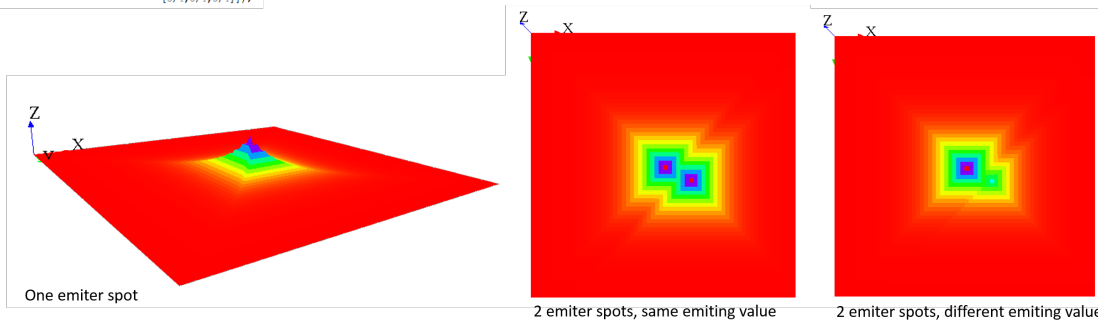 Z
X
Z
X
Z
X
Y
One emiter spot
2 emiter spots, same emiting value
2 emiter spots, different emiting value